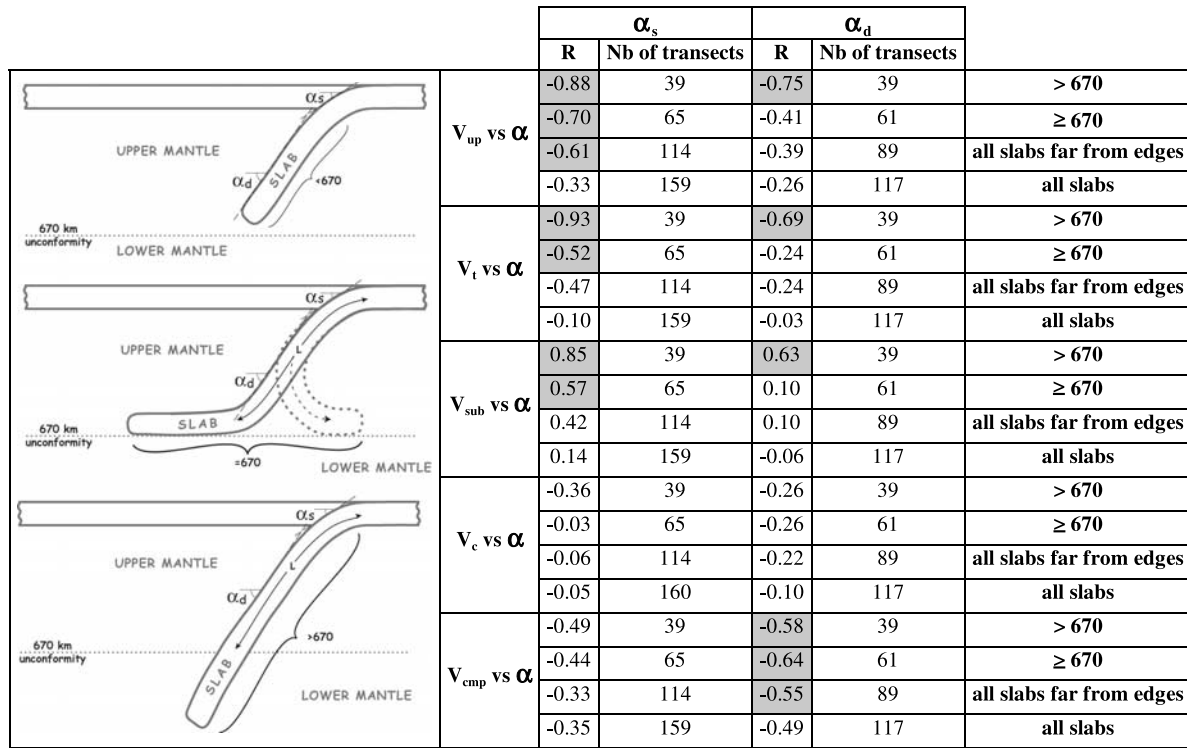 αs αd
R Nb of transects R Nb of transects
Vup vs α
-0.88 39 -0.75 39 > 670
-0.70 65 -0.41 61 ≥ 670
-0.61 114 -0.39 89 all slabs far from edges
-0.33 159 -0.26 117 all slabs
Vt vs α
-0.93 39 -0.69 39 > 670
-0.52 65 -0.24 61 ≥ 670
-0.47 114 -0.24 89 all slabs far from edges
-0.10 159 -0.03 117 all slabs
Vsub vs α
0.85 39 0.63 39 > 670
0.57 65 0.10 61 ≥ 670
0.42 114 0.10 89 all slabs far from edges
0.14 159 -0.06 117 all slabs
Vc vs α
-0.36 39 -0.26 39 > 670
-0.03 65 -0.26 61 ≥ 670
-0.06 114 -0.22 89 all slabs far from edges
-0.05 160 -0.10 117 all slabs
Vcmp vs α
-0.49 39 -0.58 39 > 670
-0.44 65 -0.64 61 ≥ 670
-0.33 114 -0.55 89 all slabs far from edges
-0.35 159 -0.49 117 all slabs
αs
UPPER MANTLE
αd
SLAB
<670
670 km
unconformity
LOWER MANTLE
αs
UPPER MANTLE
L
αd
SLAB
670 km
unconformity
=670
LOWER MANTLE
αs
UPPER MANTLE
L
αd
>670
670 km
unconformity
SLAB
LOWER MANTLE